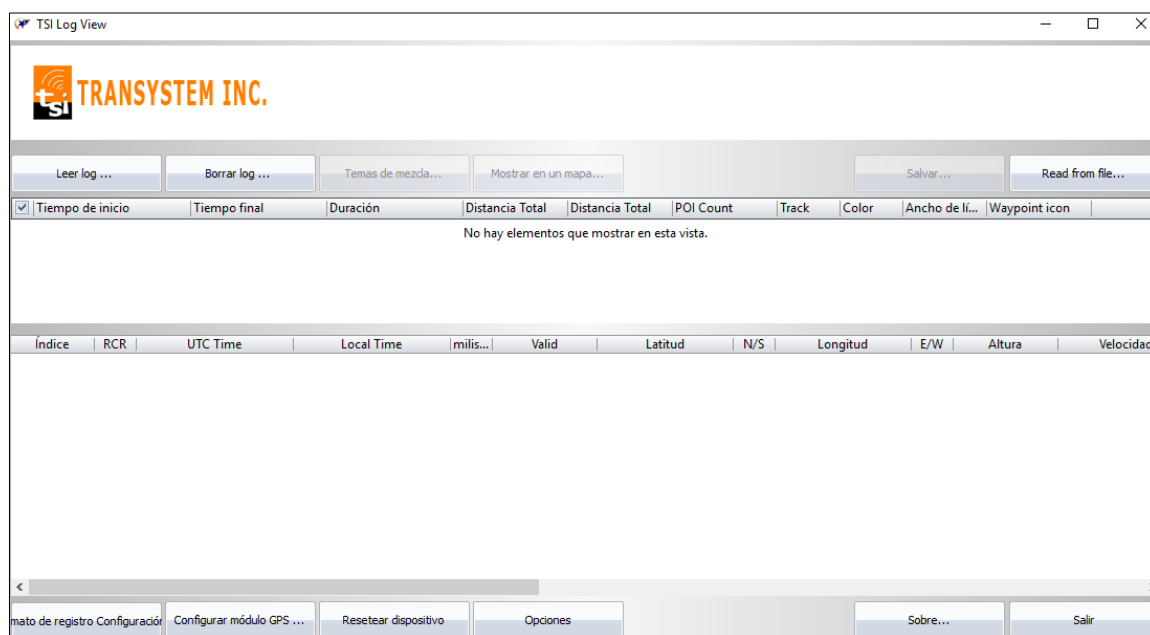 TSI Log View
tsi TRANSYSTEM INC.
Leer log ... Borrar log ... Temas de mezcla... Mostrar en un mapa... Salvar... Read from file...
Tiempo de inicio Tiempo final Duración Distancia Total Distancia Total POI Count Track Color Ancho de lí... Waypoint icon
No hay elementos que mostrar en esta vista.
Índice RCR UTC Time Local Time milis... Valid Latitud N/S Longitud E/W Altura Velocidad
mato de registro Configuración Configurar módulo GPS ... Resetear dispositivo Opciones Sobre... Salir